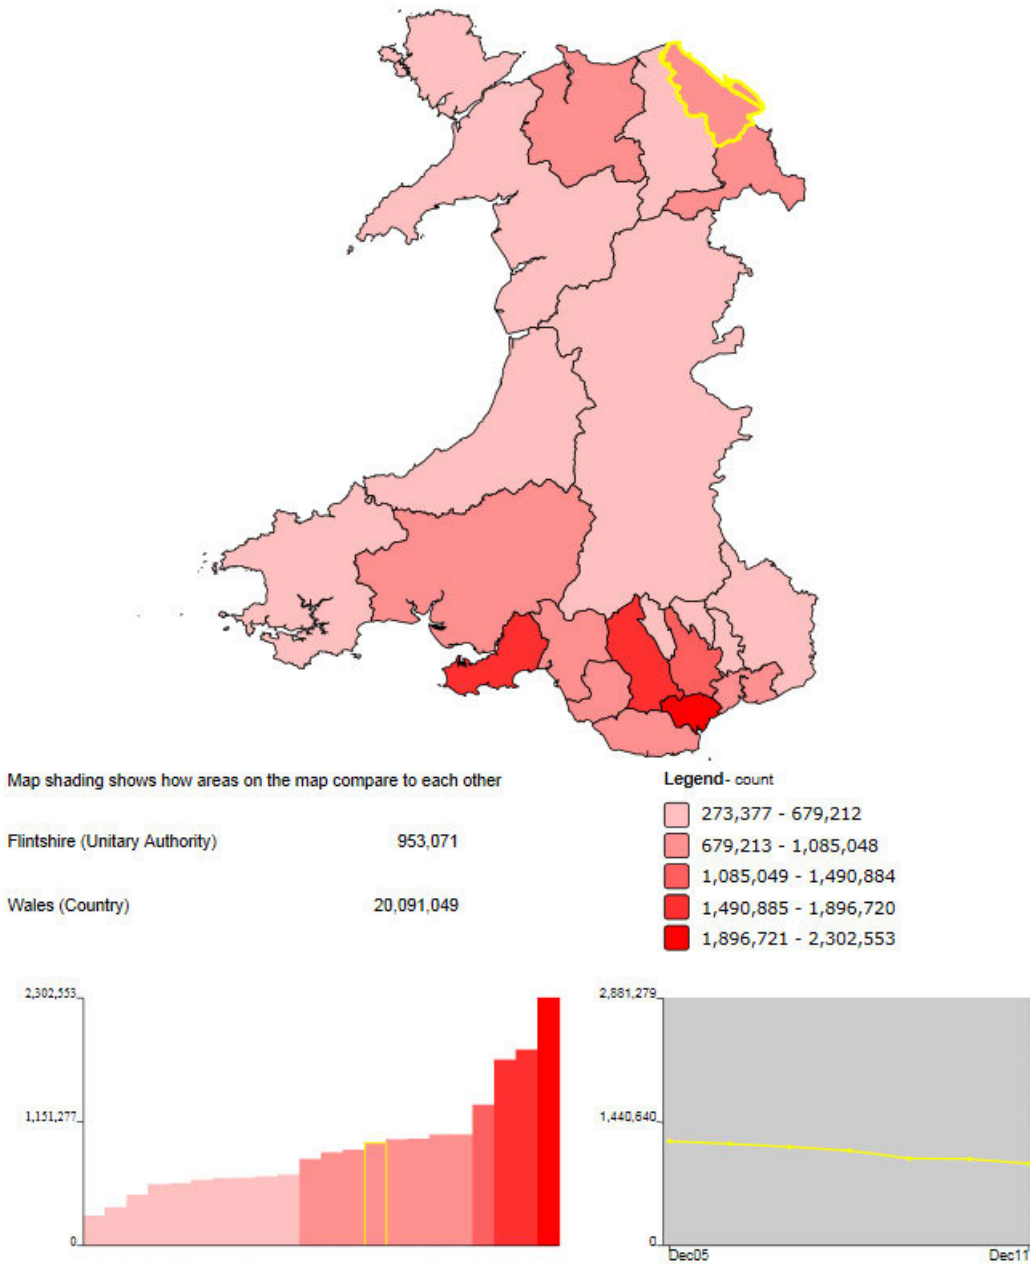 Map shading shows how areas on the map compare to each other
Flintshire (Unitary Authority) 953,071
Wales (Country) 20,091,049
Legend- count
273,377 - 679,212
679,213 - 1,085,048
1,085,049 - 1,490,884
1,490,885 - 1,896,720
1,896,721 - 2,302,553
2,302,553
1,151,277
0
2,881,279
1,440,640
0
Dec05 Dec11